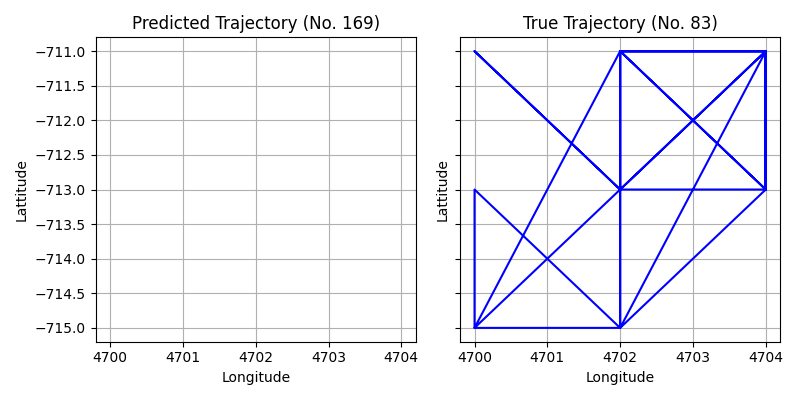 Predicted Trajectory (No. 169)
True Trajectory (No. 83)
Lattitude
−711.0
−711.5
−712.0
−712.5
−713.0
−713.5
−714.0
−714.5
−715.0
4700 4701 4702 4703 4704
Longitude
Lattitude
4700 4701 4702 4703 4704
Longitude